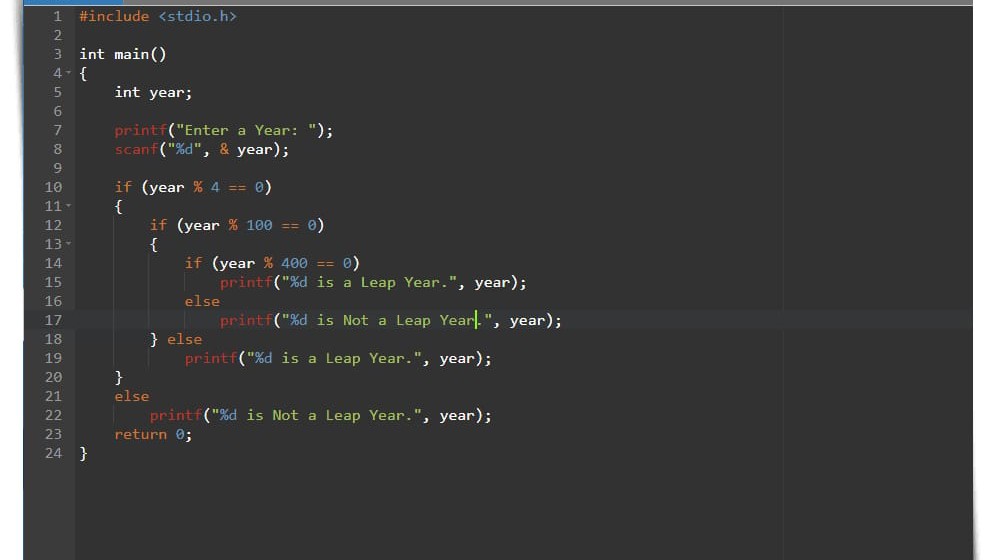 1 #include <stdio.h>
2
3 int main()
4 {
5     int year;
6
7     printf("Enter a Year: ");
8     scanf("%d", & year);
9
10     if (year % 4 == 0)
11     {
12         if (year % 100 == 0)
13         {
14             if (year % 400 == 0)
15                 printf("%d is a Leap Year.", year);
16             else
17                 printf("%d is Not a Leap Year.", year);
18         } else
19             printf("%d is a Leap Year.", year);
20     }
21     else
22         printf("%d is Not a Leap Year.", year);
23     return 0;
24 }